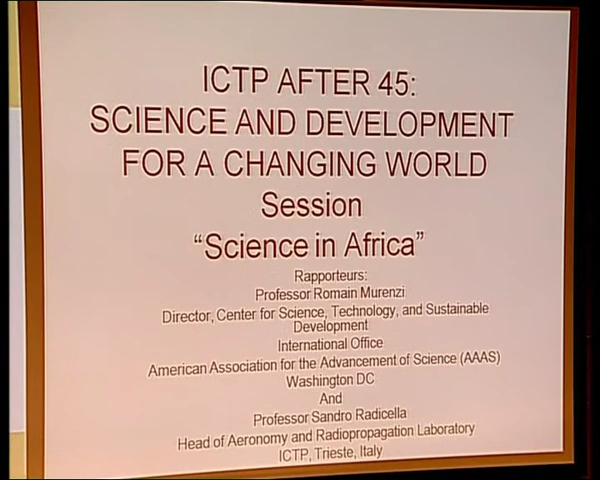 ICTP AFTER 45:
SCIENCE AND DEVELOPMENT
FOR A CHANGING WORLD
Session
“Science in Africa”
Rapporteurs:
Professor Romain Murenzi
Director, Center for Science, Technology, and Sustainable
Development
International Office
American Association for the Advancement of Science (AAAS)
Washington DC
And
Professor Sandro Radicella
Head of Aeronomy and Radiopropagation Laboratory
ICTP, Trieste, Italy